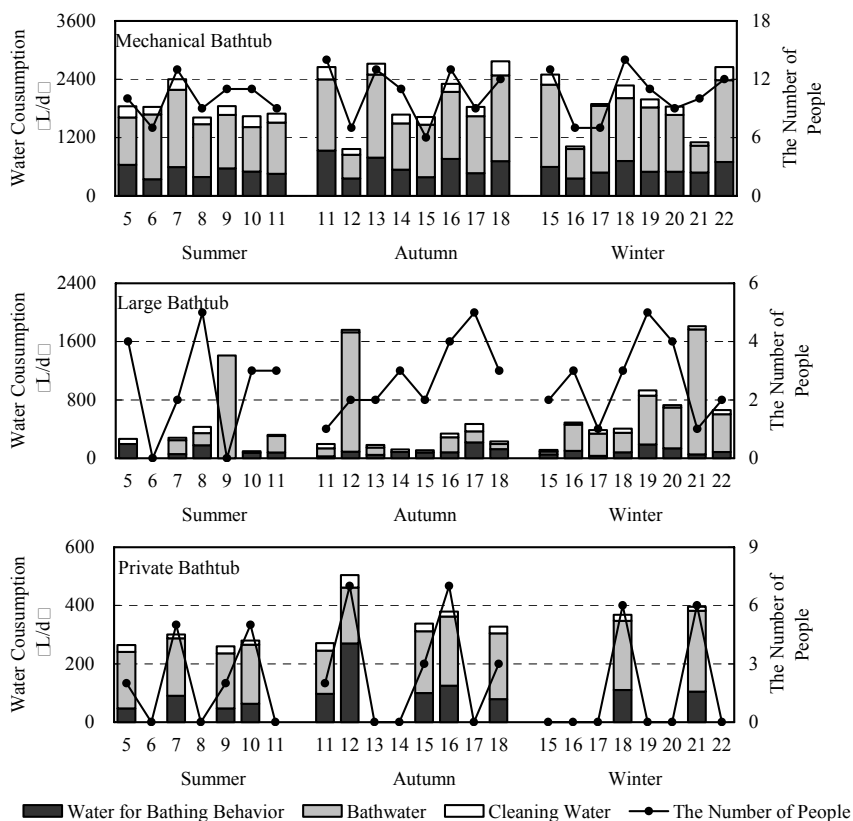 Mechanical Bathtub
Water Cousumption
□L/d□
3600
2400
1200
0
18
12
6
0
The Number of
People
5 6 7 8 9 10 11 11 12 13 14 15 16 17 18 15 16 17 18 19 20 21 22
Summer Autumn Winter
Large Bathtub
Water Cousumption
□L/d□
2400
1600
800
0
6
4
2
0
The Number of
People
5 6 7 8 9 10 11 11 12 13 14 15 16 17 18 15 16 17 18 19 20 21 22
Summer Autumn Winter
Private Bathtub
Water Cousumption
□L/d□
600
400
200
0
9
6
3
0
The Number of
People
5 6 7 8 9 10 11 11 12 13 14 15 16 17 18 15 16 17 18 19 20 21 22
Summer Autumn Winter
Water for Bathing Behavior Bathwater Cleaning Water The Number of People